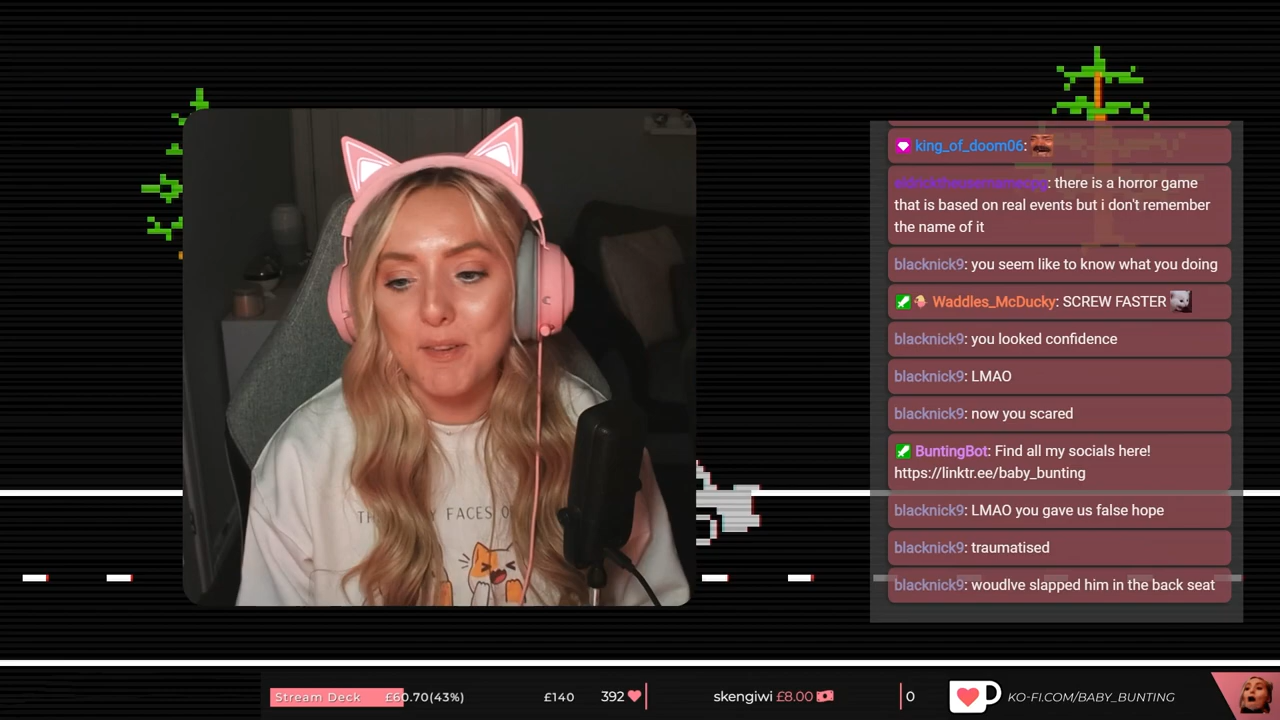 king_of_doom06:
: there is a horror game
that is based on real events but i don't remember
the name of it
blacknick9: you seem like to know what you doing
Waddles_McDucky: SCREW FASTER
blacknick9: you looked confidence
blacknick9: LMAO
blacknick9: now you scared
BuntingBot: Find all my socials here!
https://linktr.ee/baby_bunting
blacknick9: LMAO you gave us false hope
blacknick9: traumatised
blacknick9: woudlve slapped him in the back seat
FACES
Stream Deck £60.70(43%) £140 392 skengiwi £8.00 0 KO-FI.COM/BABY_BUNTING